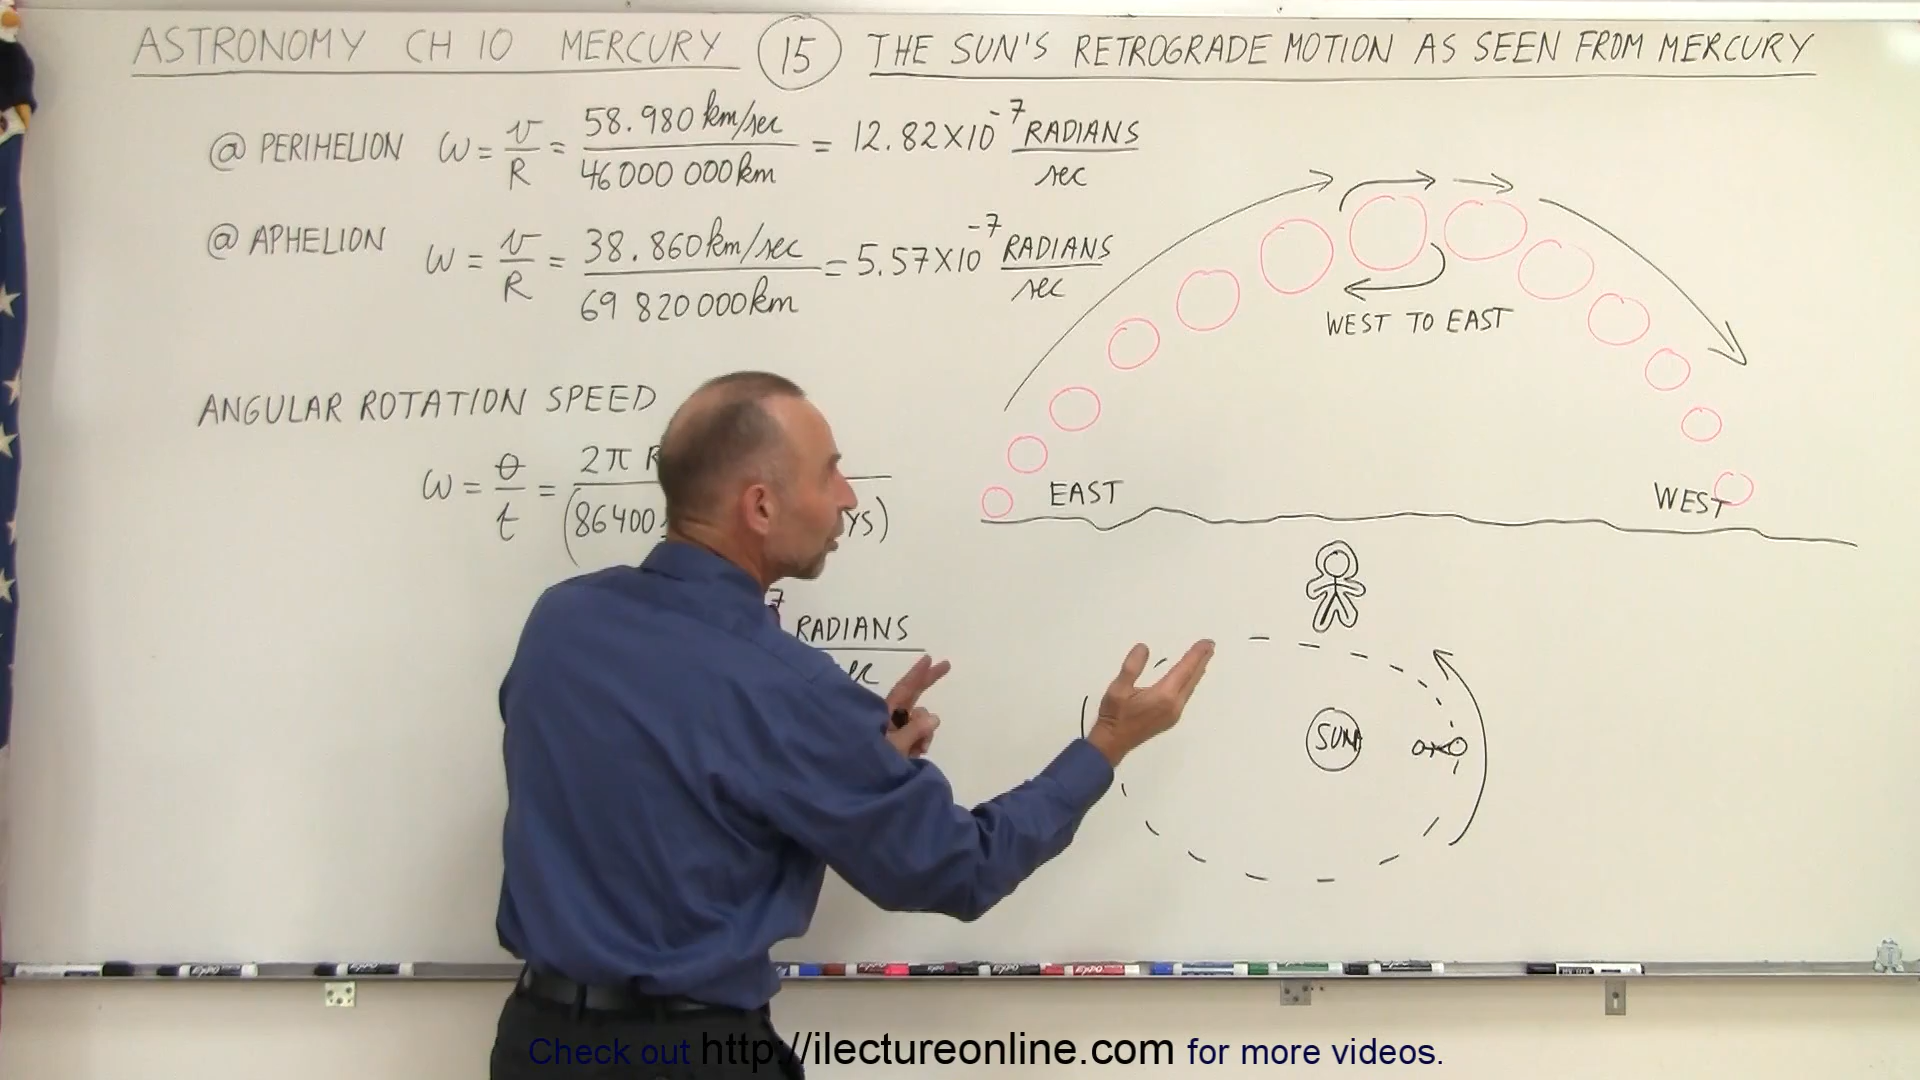 ASTRONOMY CH 10 MERCURY 15 THE SUN'S RETROGRADE MOTION AS SEEN FROM MERCURY
@ PERIHELION ω = v/R = 58.980 km/sec / 46 000 000 km = 12.82 X 10^-7 RADIANS/sec
@ APHELION ω = v/R = 38.860 km/sec / 69 820 000 km = 5.57 X 10^-7 RADIANS/sec
WEST TO EAST
ANGULAR ROTATION SPEED
ω = θ/t = 2π / (86400
EAST
WEST
7 RADIANS
SUN
Check out http://ilectureonline.com for more videos.